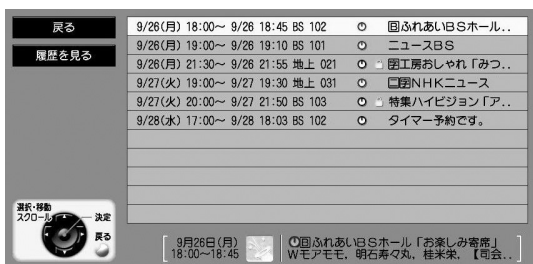 戻る
履歴を見る
9/26(月) 18:00～ 9/26 18:45 BS 102 回ふれあいBSホール..
9/26(月) 19:00～ 9/26 19:10 BS 101 ニュースBS
9/26(月) 21:30～ 9/26 21:55 地上 021 字工房おしゃれ「みつ..
9/27(火) 19:00～ 9/27 19:30 地上 031 二字NHKニュース
9/27(火) 20:00～ 9/27 21:50 BS 103 特集ハイビジョン「ア..
9/28(水) 17:00～ 9/28 18:03 BS 102 タイマー予約です。
選択・移動
スクロール
決定
戻る
9月26日(月)
18:00～18:45
回ふれあいBSホール「お楽しみ寄席」
Wモアモエ, 明石寿々丸, 桂米栄, 【司会..